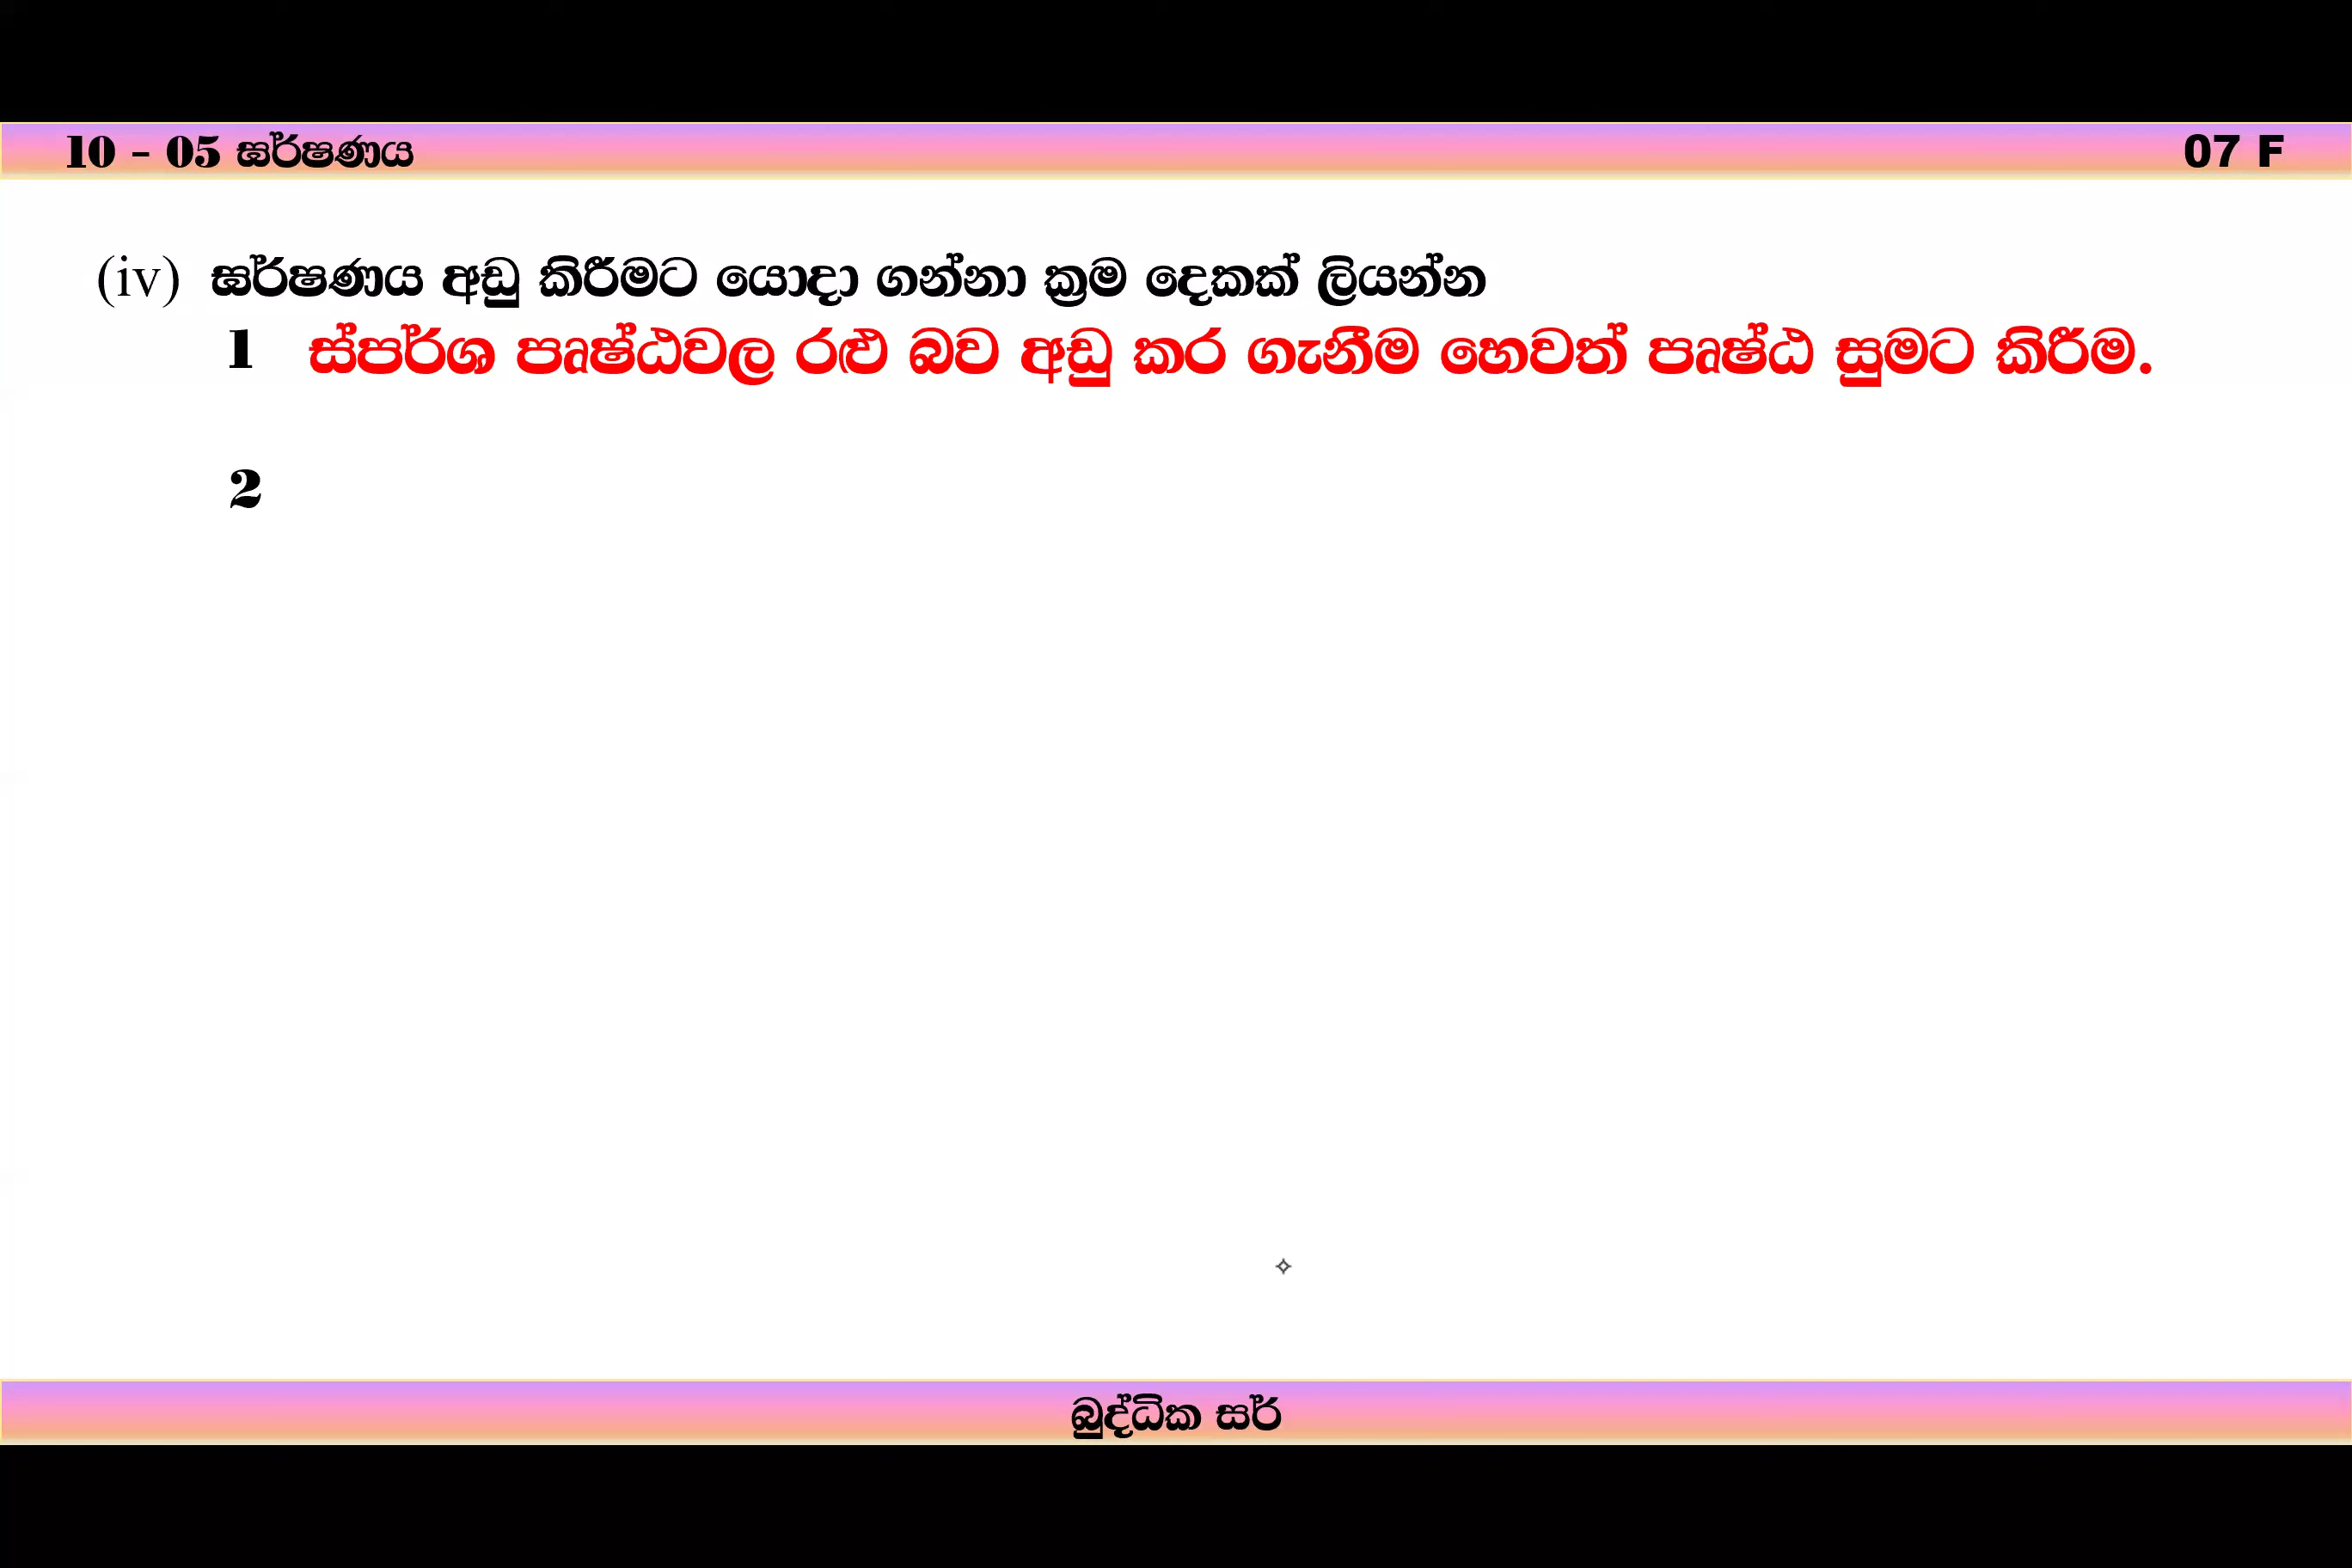 10 - 05 ඝර්ෂණය
07 F
(iv) ඝර්ෂණය අඩු කිරීමට යොදා ගන්නා ක්‍රම දෙකක් ලියන්න
1 ස්පර්ශ පෘෂ්ඨවල රළු බව අඩු කර ගැනීම හෙවත් පෘෂ්ඨ සුමට කිරීම.
2
බුද්ධික සර්